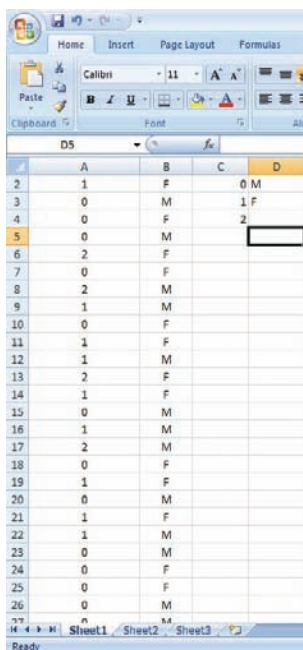 Home Insert Page Layout Formulas
Paste
Calibri 11 A A
B I U A
Clipboard Font
D5 fx
A B C D
2 1 F 0 M
3 0 M 1 F
4 0 F 2
5 0 M
6 2 F
7 0 F
8 2 M
9 1 M
10 0 F
11 1 F
12 1 M
13 2 F
14 1 F
15 0 M
16 1 M
17 2 M
18 0 F
19 1 F
20 0 M
21 1 F
22 1 M
23 0 M
24 0 F
25 0 F
26 0 M
27 0 M
Sheet1 Sheet2 Sheet3
Ready